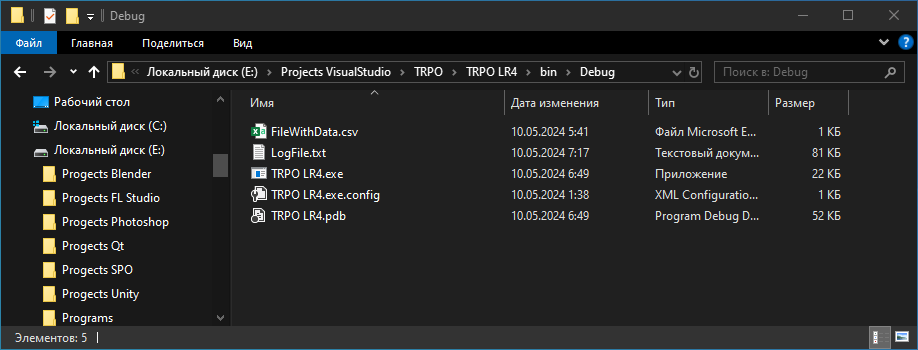 Debug
Файл Главная Поделиться Вид
Локальный диск (E:) Projects VisualStudio TRPO TRPO LR4 bin Debug Поиск в: Debug
Рабочий стол
Локальный диск (C:)
Локальный диск (E:)
Progects Blender
Progects FL Studio
Progects Photoshop
Progects Qt
Progects SPO
Progects Unity
Programs
Имя Дата изменения Тип Размер
FileWithData.csv 10.05.2024 5:41 Файл Microsoft E... 1 КБ
LogFile.txt 10.05.2024 7:17 Текстовый докум... 81 КБ
TRPO LR4.exe 10.05.2024 6:49 Приложение 22 КБ
TRPO LR4.exe.config 10.05.2024 1:38 XML Configuratio... 1 КБ
TRPO LR4.pdb 10.05.2024 6:49 Program Debug D... 52 КБ
Элементов: 5